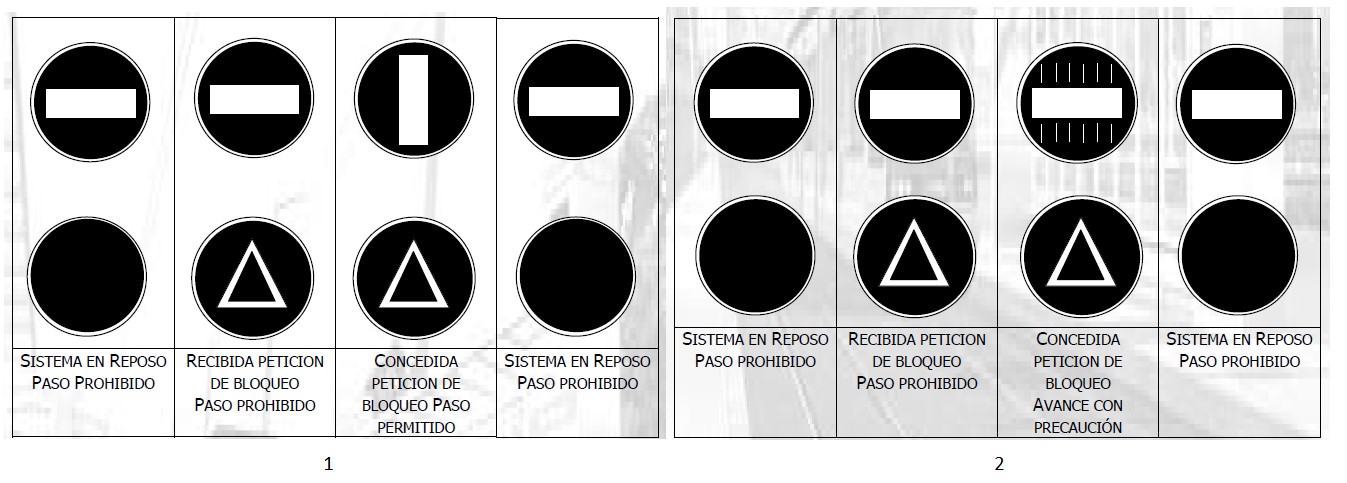 SISTEMA EN REPOSO
PASO PROHIBIDO
RECIBIDA PETICION
DE BLOQUEO
PASO PROHIBIDO
CONCEDIDA
PETICION DE
BLOQUEO PASO
PERMITIDO
SISTEMA EN REPOSO
PASO PROHIBIDO
SISTEMA EN REPOSO
PASO PROHIBIDO
RECIBIDA PETICION
DE BLOQUEO
PASO PROHIBIDO
CONCEDIDA
PETICION DE
BLOQUEO
AVANCE CON
PRECAUCIÓN
SISTEMA EN REPOSO
PASO PROHIBIDO
1
2